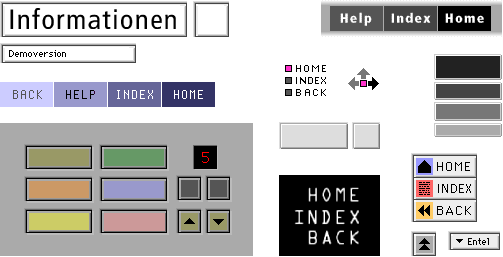 Informationen
Help Index Home
Demoversion
HOME
INDEX
BACK
BACK HELP INDEX HOME
5
HOME
INDEX
BACK
HOME
INDEX
BACK
Entel